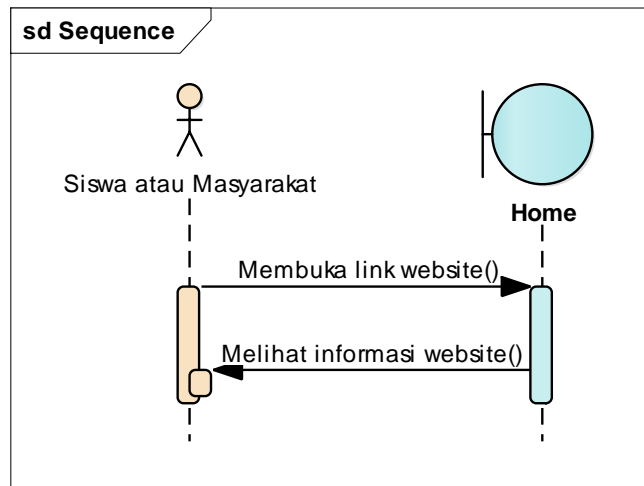 sd Sequence
Siswa atau Masyarakat
Home
Membuka link website()
Melihat informasi website()